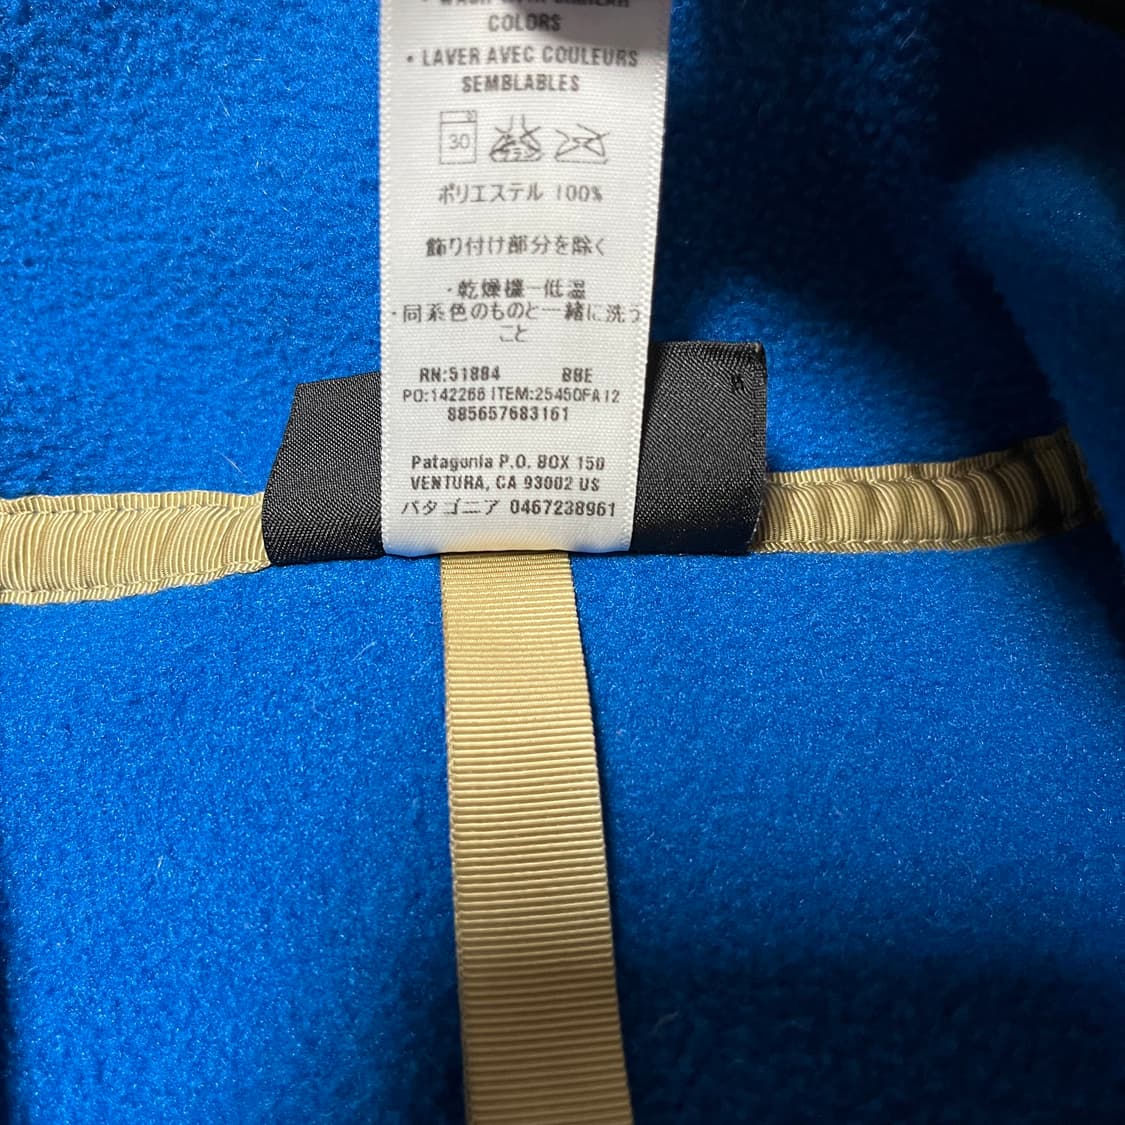 • WASH WITH SIMILAR
COLORS
• LAVER AVEC COULEURS
SEMBLABLES
30
ポリエステル 100%
飾り付け部分を除く
・乾燥機－低温
・同系色のものと一緒に洗う
こと
RN:51884 BBE
PO:142266 ITEM:25450FA12
885657683161
Patagonia P.O. BOX 150
VENTURA, CA 93002 US
パタゴニア 0467238961